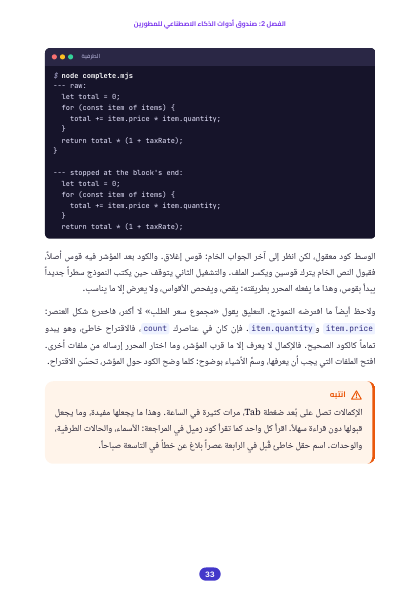 الفصل 2: صندوق أدوات الذكاء الاصطناعي للمطورين
الطرفية
$ node complete.mjs
--- raw:
  let total = 0;
  for (const item of items) {
    total += item.price * item.quantity;
  }
  return total * (1 + taxRate);
}
--- stopped at the block's end:
  let total = 0;
  for (const item of items) {
    total += item.price * item.quantity;
  }
  return total * (1 + taxRate);
الوسط كود معقول، لكن انظر إلى آخر الجواب الخام: قوس إغلاق. والكود بعد المؤشر فيه قوس أصلاً،
فقبول النص الخام يترك قوسين ويكسر الملف. والتشغيل الثاني يتوقف حين يكتب النموذج سطراً جديداً
يبدأ بقوس، وهذا ما يفعله المحرر بطريقته: يقص، ويفحص الأقواس، ولا يعرض إلا ما يناسب.
ولاحظ أيضاً ما افترضه النموذج. التعليق يقول «مجموع سعر الطلب» لا أكثر، فاخترع شكل العنصر:
item.price و item.quantity. فإن كان في عناصرك count، فالاقتراح خاطئ، وهو يبدو
تماماً كالكود الصحيح. فالإكمال لا يعرف إلا ما قرب المؤشر، وما اختار المحرر إرساله من ملفات أخرى.
افتح الملفات التي يجب أن يعرفها، وسمِّ الأشياء بوضوح: كلما وضح الكود حول المؤشر، تحسّن الاقتراح.
انتبه
الإكمالات تصل على بُعد ضغطة Tab، مرات كثيرة في الساعة. وهذا ما يجعلها مفيدة، وما يجعل
قبولها دون قراءة سهلاً. اقرأ كل واحد كما تقرأ كود زميل في المراجعة: الأسماء، والحالات الطرفية،
والوحدات. اسم حقل خاطئ قُبل في الرابعة عصراً بلاغ عن خطأ في التاسعة صباحاً.
33